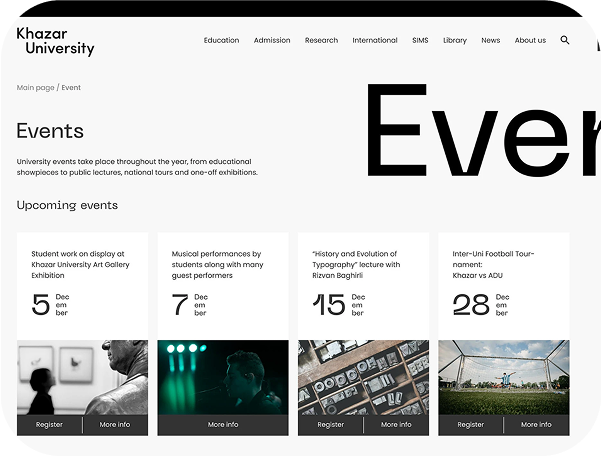 Khazar
University
Education Admission Research International SIMS Library News About us
Main page / Event
Events
Even
University events take place throughout the year, from educational
showpieces to public lectures, national tours and one-off exhibitions.
Upcoming events
Student work on display at
Khazar University Art Gallery
Exhibition
5 Dec
em
ber
Register More info
Musical performances by
students along with many
guest performers
7 Dec
em
ber
More info
“History and Evolution of
Typography” lecture with
Rizvan Baghirli
15 Dec
em
ber
Register More info
Inter-Uni Football Tour-
nament:
Khazar vs ADU
28 Dec
em
ber
Register More info